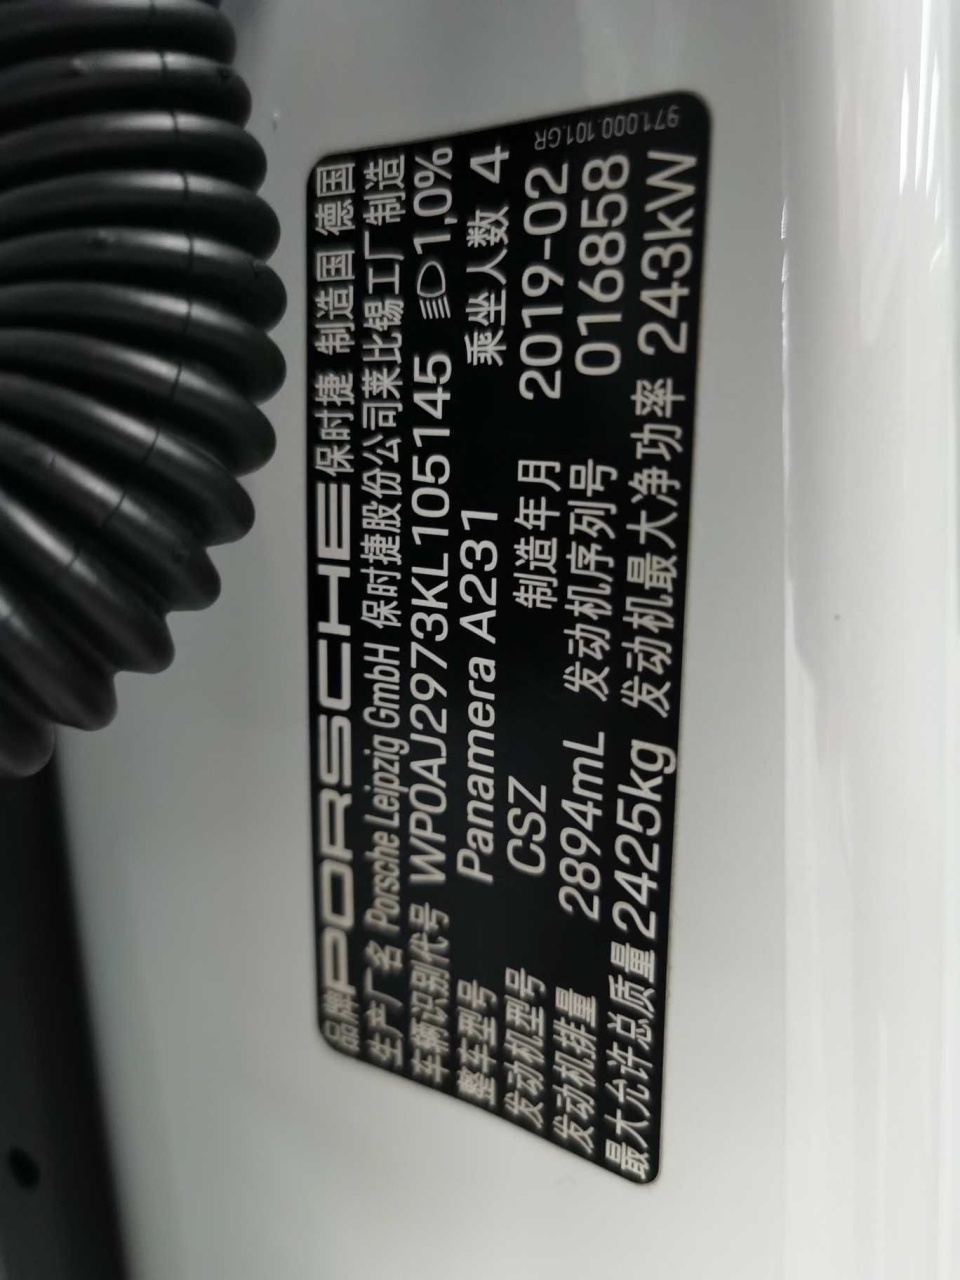 971.000.101.GR
品牌 PORSCHE 保时捷 制造国 德国
生产厂名 Porsche Leipzig GmbH 保时捷股份公司莱比锡工厂制造
车辆识别代号 WP0AJ2973KL105145 1,0%
整车型号 Panamera A231 乘坐人数 4
发动机型号 CSZ 制造年月 2019-02
发动机排量 2894mL 发动机序列号 016858
最大允许总质量 2425kg 发动机最大净功率 243kW